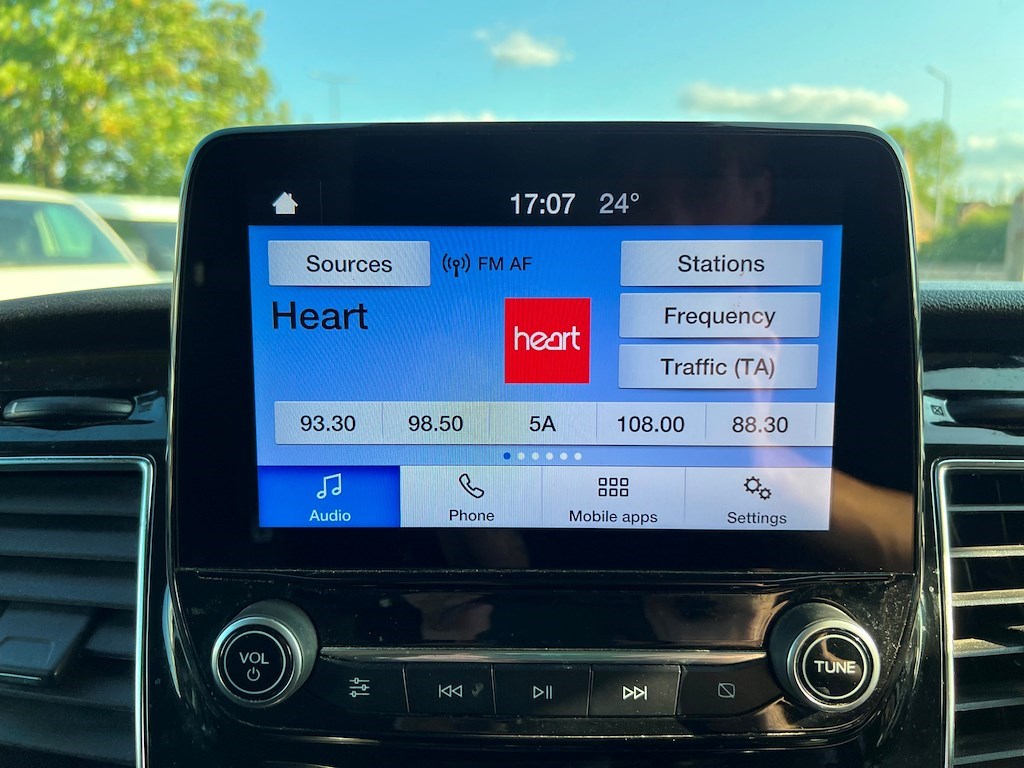 17:07 24°
Sources
FM AF
Stations
Heart
heart
Frequency
Traffic (TA)
93.30 98.50 5A 108.00 88.30
Audio Phone Mobile apps Settings
VOL
TUNE